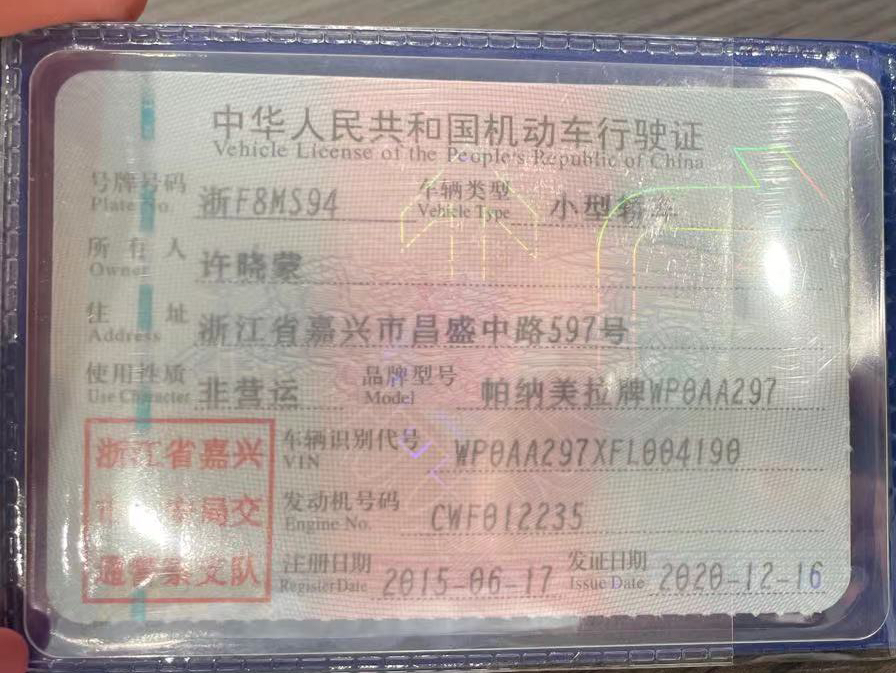 中华人民共和国机动车行驶证
Vehicle License of the People's Republic of China
号牌号码 浙F8MS94 车辆类型 小型轿车
Plate No. Vehicle Type
所有人 许晓蒙
Owner
住址 浙江省嘉兴市昌盛中路597号
Address
使用性质 非营运 品牌型号 帕纳美拉牌WP0AA297
Use Character Model
浙江省嘉兴 车辆识别代号 WP0AA297XFL004190
VIN
局交 发动机号码 CWF012235
Engine No.
通警察支队 注册日期 2015-06-17 发证日期 2020-12-16
Register Date Issue Date